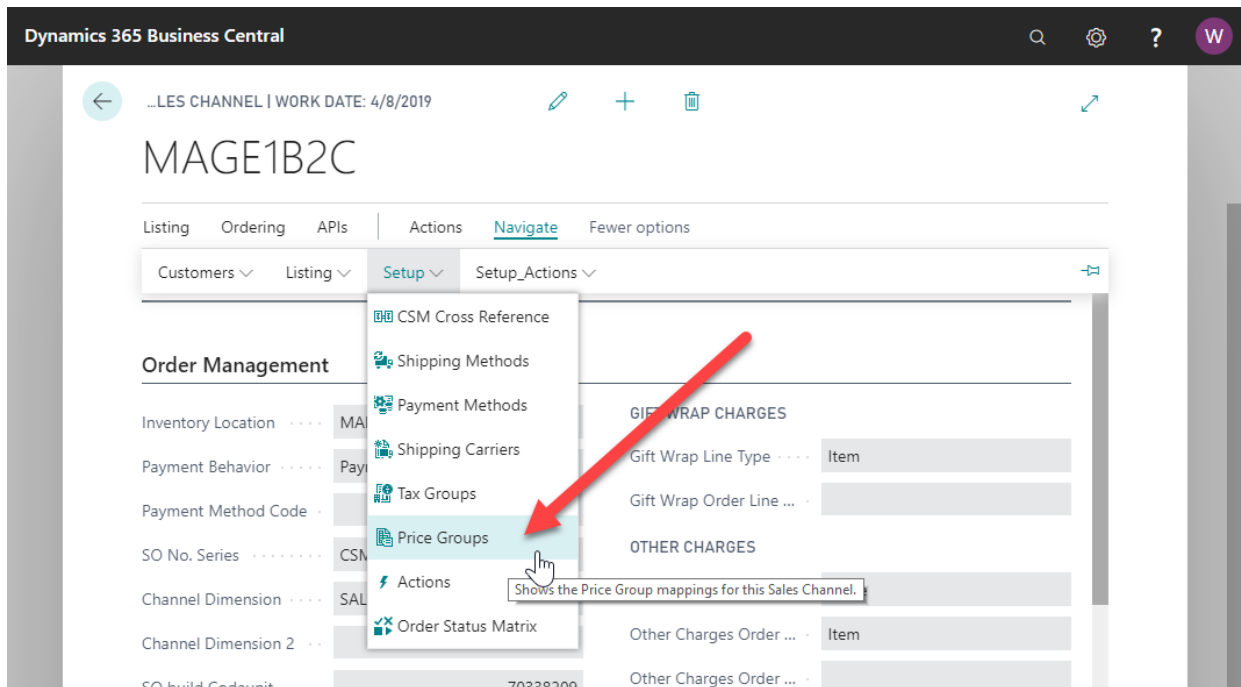 Dynamics 365 Business Central
? W
...LES CHANNEL | WORK DATE: 4/8/2019
MAGE1B2C
Listing Ordering APIs Actions Navigate Fewer options
Customers Listing Setup Setup_Actions
CSM Cross Reference
Shipping Methods
Payment Methods
Shipping Carriers
Tax Groups
Price Groups
Actions
Order Status Matrix
Shows the Price Group mappings for this Sales Channel.
Order Management
Inventory Location
Payment Behavior
Payment Method Code
SO No. Series
Channel Dimension SAL
Channel Dimension 2
70338209
GIFT WRAP CHARGES
Gift Wrap Line Type Item
Gift Wrap Order Line ...
OTHER CHARGES
Other Charges Order ... Item
Other Charges Order ...